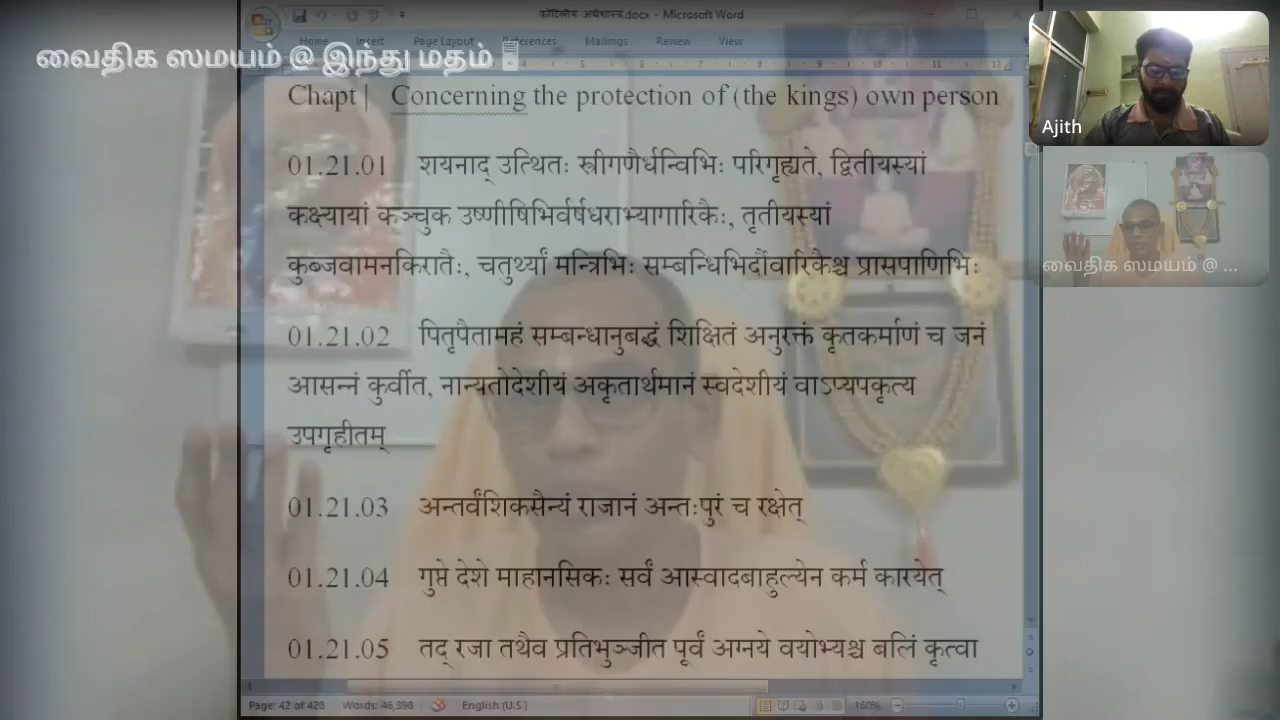 कौटिलीय अर्थशास्त्र.docx - Microsoft Word
Home Insert Page Layout References Mailings Review View
வைதிக ஸமயம் @ இந்து மதம்
Chapt Concerning the protection of (the kings) own person
Ajith
01.21.01 शयनाद् उत्थितः स्त्रीगणैर्धन्विभिः परिगृह्यते, द्वितीयस्यां
कक्ष्यायां कञ्चुक उष्णीषिभिर्वर्षधराभ्यागारिकैः, तृतीयस्यां
कुब्जवामनकिरातैः, चतुर्थ्यां मन्त्रिभिः सम्बन्धिभिर्दौवारिकैश्च प्रासपाणिभिः
வைதிக ஸமயம் @ ...
01.21.02 पितृपैतामहं सम्बन्धानुबद्धं शिक्षितं अनुरक्तं कृतकर्माणं च जनं
आसन्नं कुर्वीत, नान्यतोदेशीयं अकृतार्थमानं स्वदेशीयं वाऽप्यपकृत्य
उपगृहीतम्
01.21.03 अन्तर्वंशिकसैन्यं राजानं अन्तःपुरं च रक्षेत्
01.21.04 गुप्ते देशे माहानसिकः सर्वं आस्वादबाहुल्येन कर्म कारयेत्
01.21.05 तद् रजा तथैव प्रतिभुञ्जीत पूर्वं अग्नये वयोभ्यश्च बलिं कृत्वा
Page: 42 of 428 Words: 46,398 English (U.S.) 160%